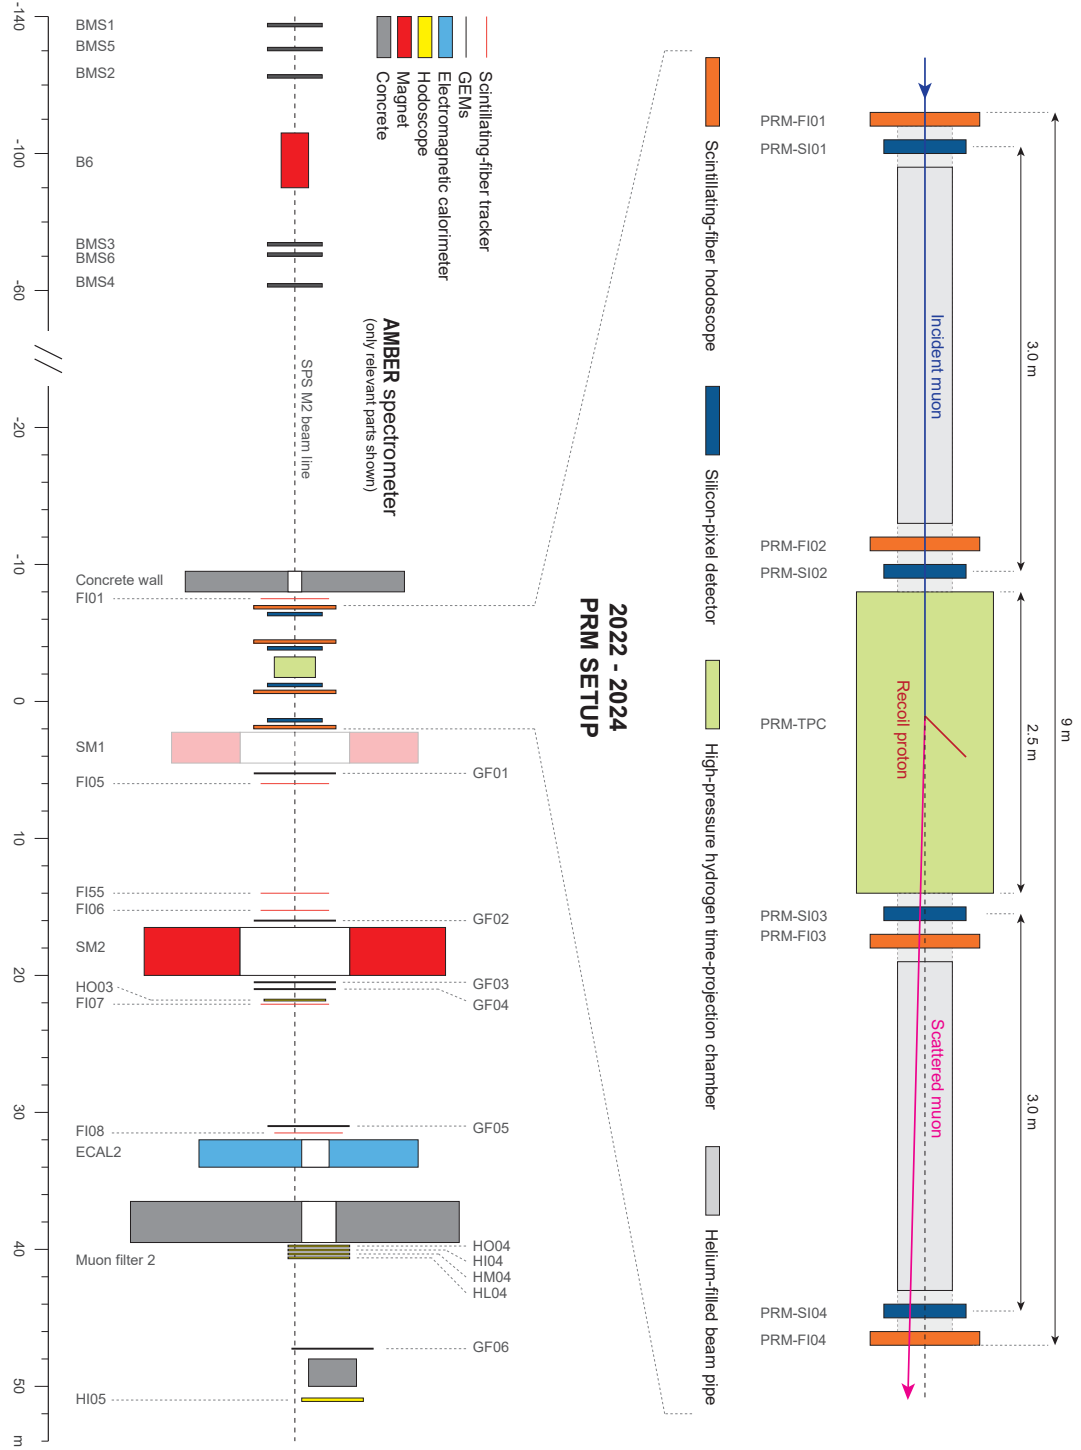 -140
-100
-60
-20
-10
0
10
20
30
40
50
m
BMS1
BMS5
BMS2
B6
BMS3
BMS6
BMS4
Concrete wall
FI01
SM1
FI05
FI55
FI06
SM2
HO03
FI07
FI08
ECAL2
Muon filter 2
HI05
GF01
GF02
GF03
GF04
GF05
HO04
HI04
HM04
HL04
GF06
SPS M2 beam line
AMBER spectrometer
(only relevant parts shown)
Scintillating-fiber tracker
GEMs
Electromagnetic calorimeter
Hodoscope
Magnet
Concrete
2022 - 2024
PRM SETUP
Scintillating-fiber hodoscope
Silicon-pixel detector
High-pressure hydrogen time-projection chamber
Helium-filled beam pipe
PRM-FI01
PRM-SI01
PRM-FI02
PRM-SI02
PRM-TPC
PRM-SI03
PRM-FI03
PRM-SI04
PRM-FI04
Incident muon
Recoil proton
Scattered muon
3.0 m
2.5 m
3.0 m
9 m